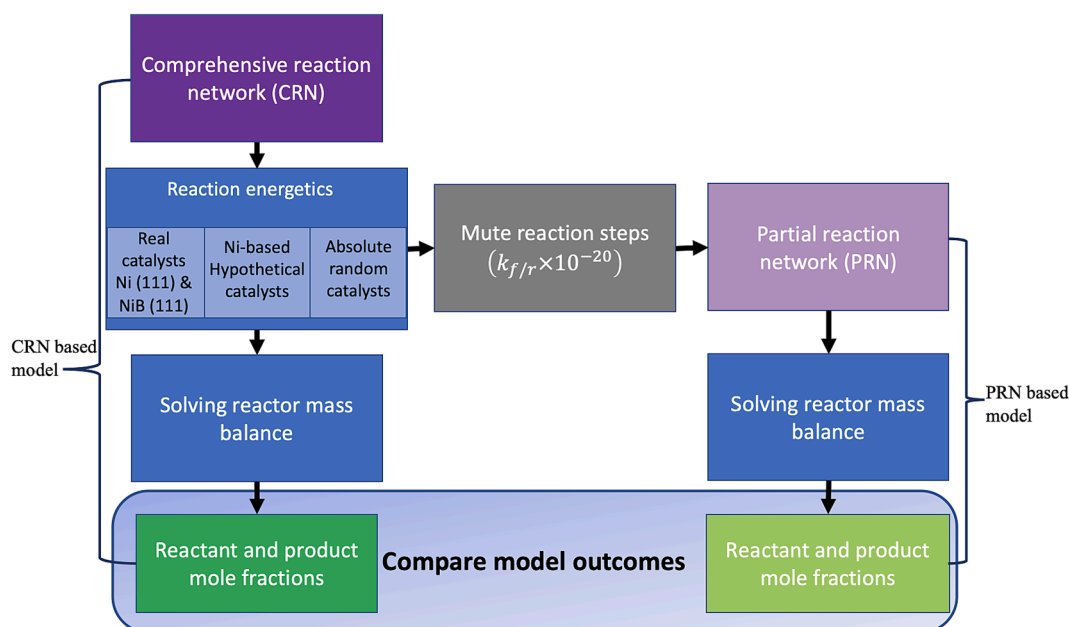 Comprehensive reaction
network (CRN)
Reaction energetics
Real
catalysts
Ni (111) &
NiB (111)
Ni-based
Hypothetical
catalysts
Absolute
random
catalysts
Mute reaction steps
(k_{f/r}×10^{−20})
Partial reaction
network (PRN)
CRN based
model
Solving reactor mass
balance
Solving reactor mass
balance
PRN based
model
Reactant and product
mole fractions
Compare model outcomes
Reactant and product
mole fractions